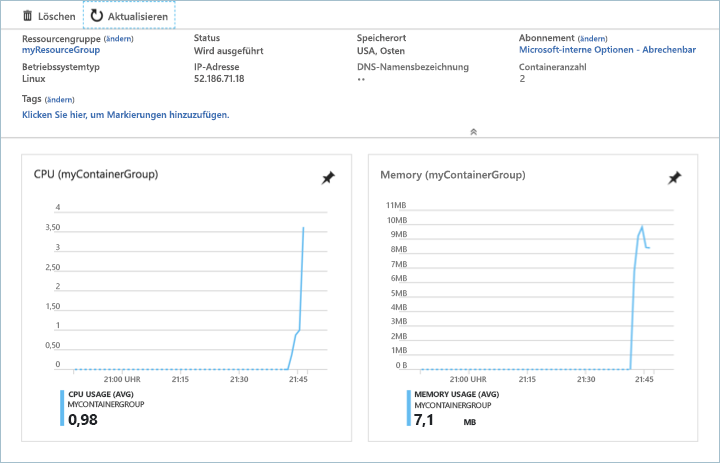 Löschen Aktualisieren
Ressourcengruppe (ändern) Status Speicherort Abonnement (ändern)
myResourceGroup Wird ausgeführt USA, Osten Microsoft-interne Optionen - Abrechenbar
Betriebssystemtyp IP-Adresse DNS-Namensbezeichnung Containeranzahl
Linux 52.186.71.18 -- 2
Tags (ändern)
Klicken Sie hier, um Markierungen hinzuzufügen.
CPU (myContainerGroup)
4
3,50
3
2,50
2
1,50
1
0,50
0
21:00 UHR 21:15 21:30 21:45
CPU USAGE (AVG)
MYCONTAINERGROUP
0,98
Memory (myContainerGroup)
11MB
10MB
9MB
8MB
7MB
6MB
5MB
4MB
3MB
2MB
1MB
0 B
21:00 UHR 21:15 21:30 21:45
MEMORY USAGE (AVG)
MYCONTAINERGROUP
7,1 MB